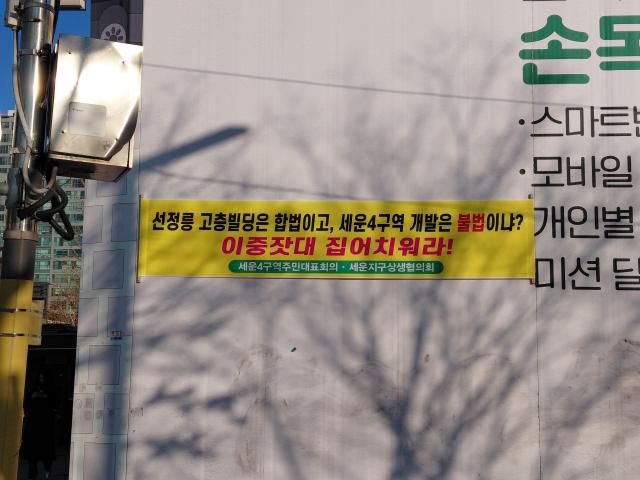 선정릉 고층빌딩은 합법이고, 세운4구역 개발은 불법이냐?
이중잣대 집어치워라!
세운4구역주민대표회의 · 세운지구상생협의회
손목
·스마트
·모바일
개인별
미션 달